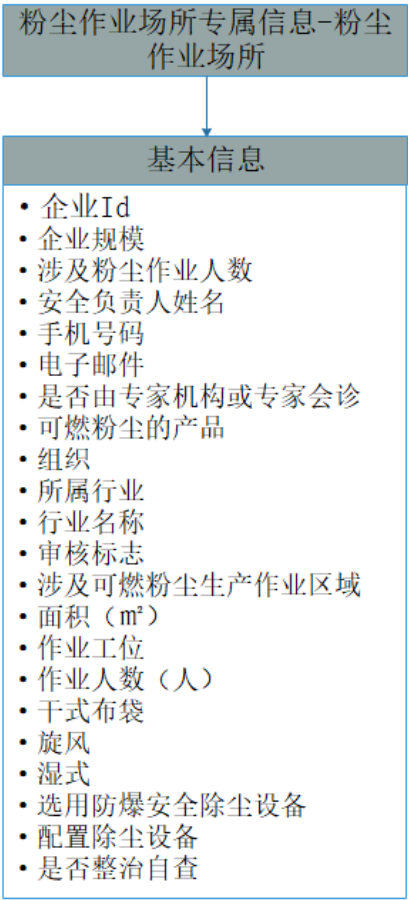 粉尘作业场所专属信息-粉尘
作业场所
基本信息
• 企业Id
• 企业规模
• 涉及粉尘作业人数
• 安全负责人姓名
• 手机号码
• 电子邮件
• 是否由专家机构或专家会诊
• 可燃粉尘的产品
• 组织
• 所属行业
• 行业名称
• 审核标志
• 涉及可燃粉尘生产作业区域
• 面积（㎡）
• 作业工位
• 作业人数（人）
• 干式布袋
• 旋风
• 湿式
• 选用防爆安全除尘设备
• 配置除尘设备
• 是否整治自查